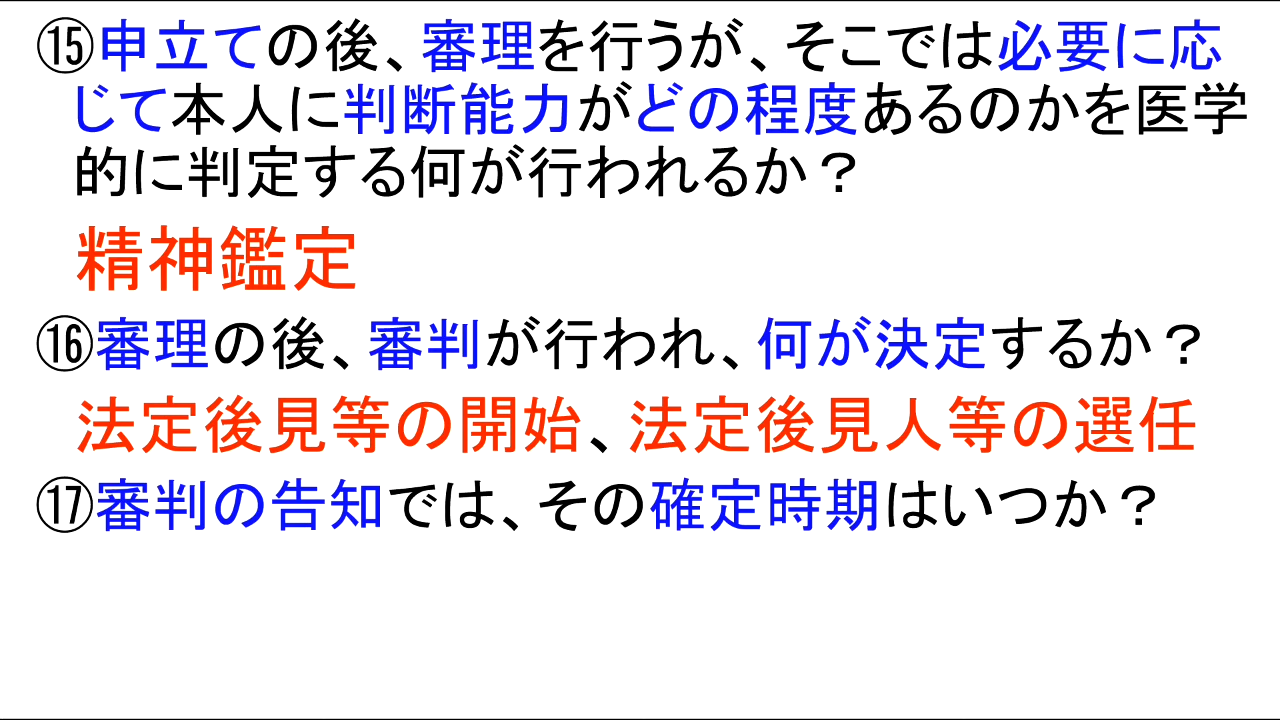 ⑮申立ての後、審理を行うが、そこでは必要に応
じて本人に判断能力がどの程度あるのかを医学
的に判定する何が行われるか？
精神鑑定
⑯審理の後、審判が行われ、何が決定するか？
法定後見等の開始、法定後見人等の選任
⑰審判の告知では、その確定時期はいつか？